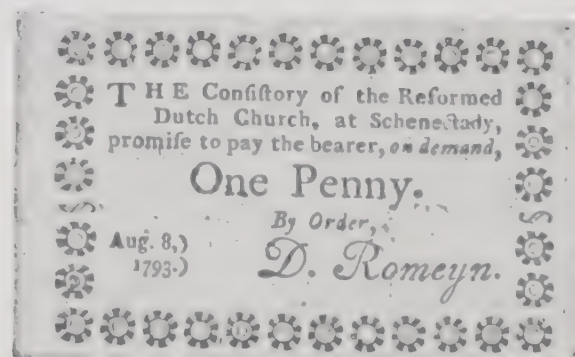 THE Conſiſtory of the Reformed
Dutch Church, at Schenectady,
promiſe to pay the bearer, on demand,
One Penny.
By Order,
Aug. 8,)
1793.)
D. Romeyn.